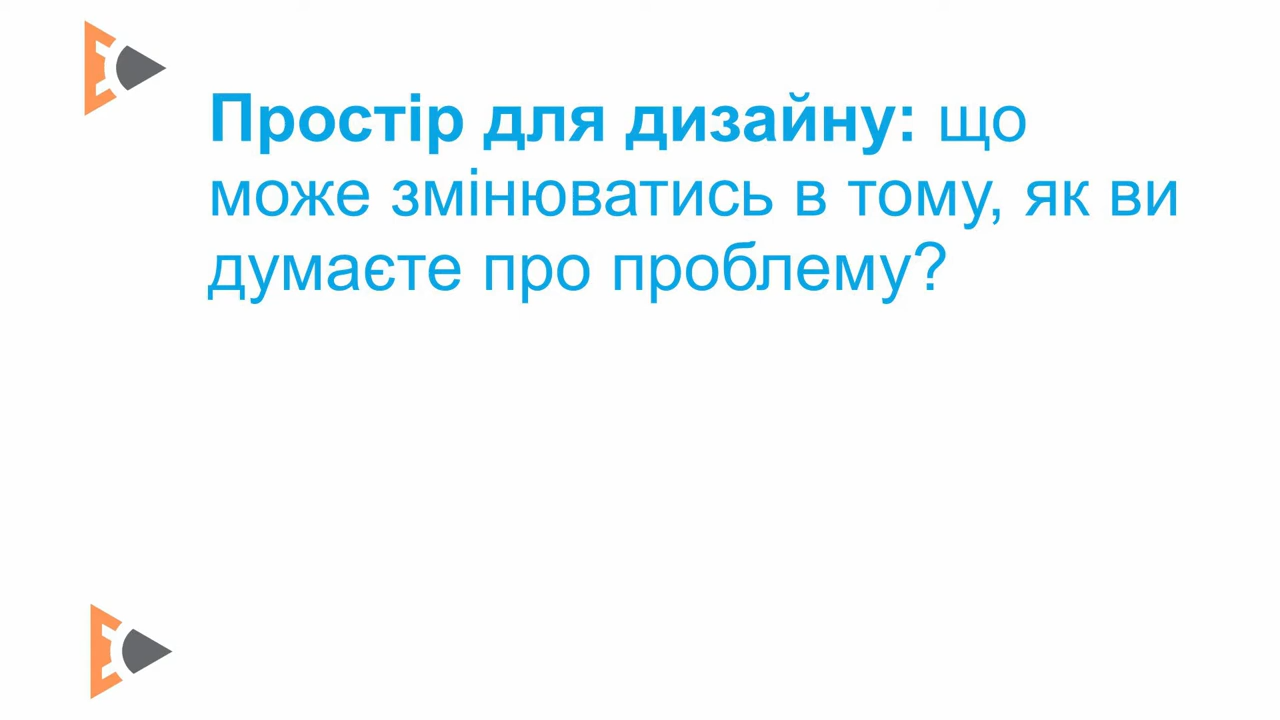 Простір для дизайну: що
може змінюватись в тому, як ви
думаєте про проблему?